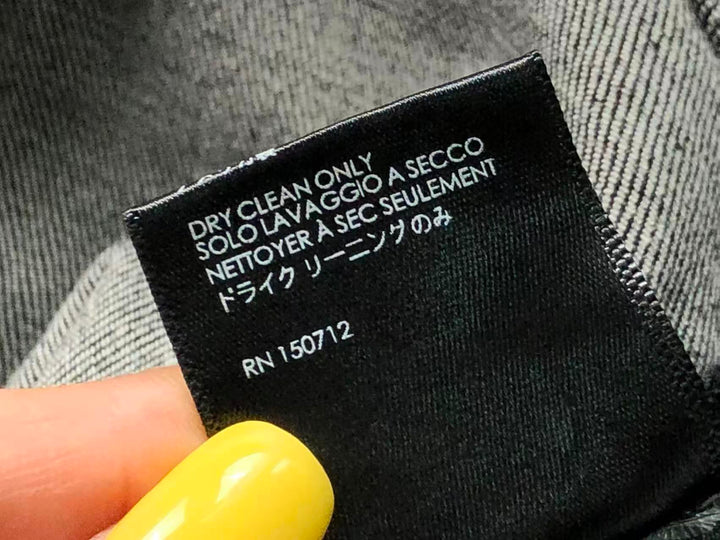 DRY CLEAN ONLY
SOLO LAVAGGIO A SECCO
NETTOYER À SEC SEULEMENT
ドライク リーニングのみ
RN 150712